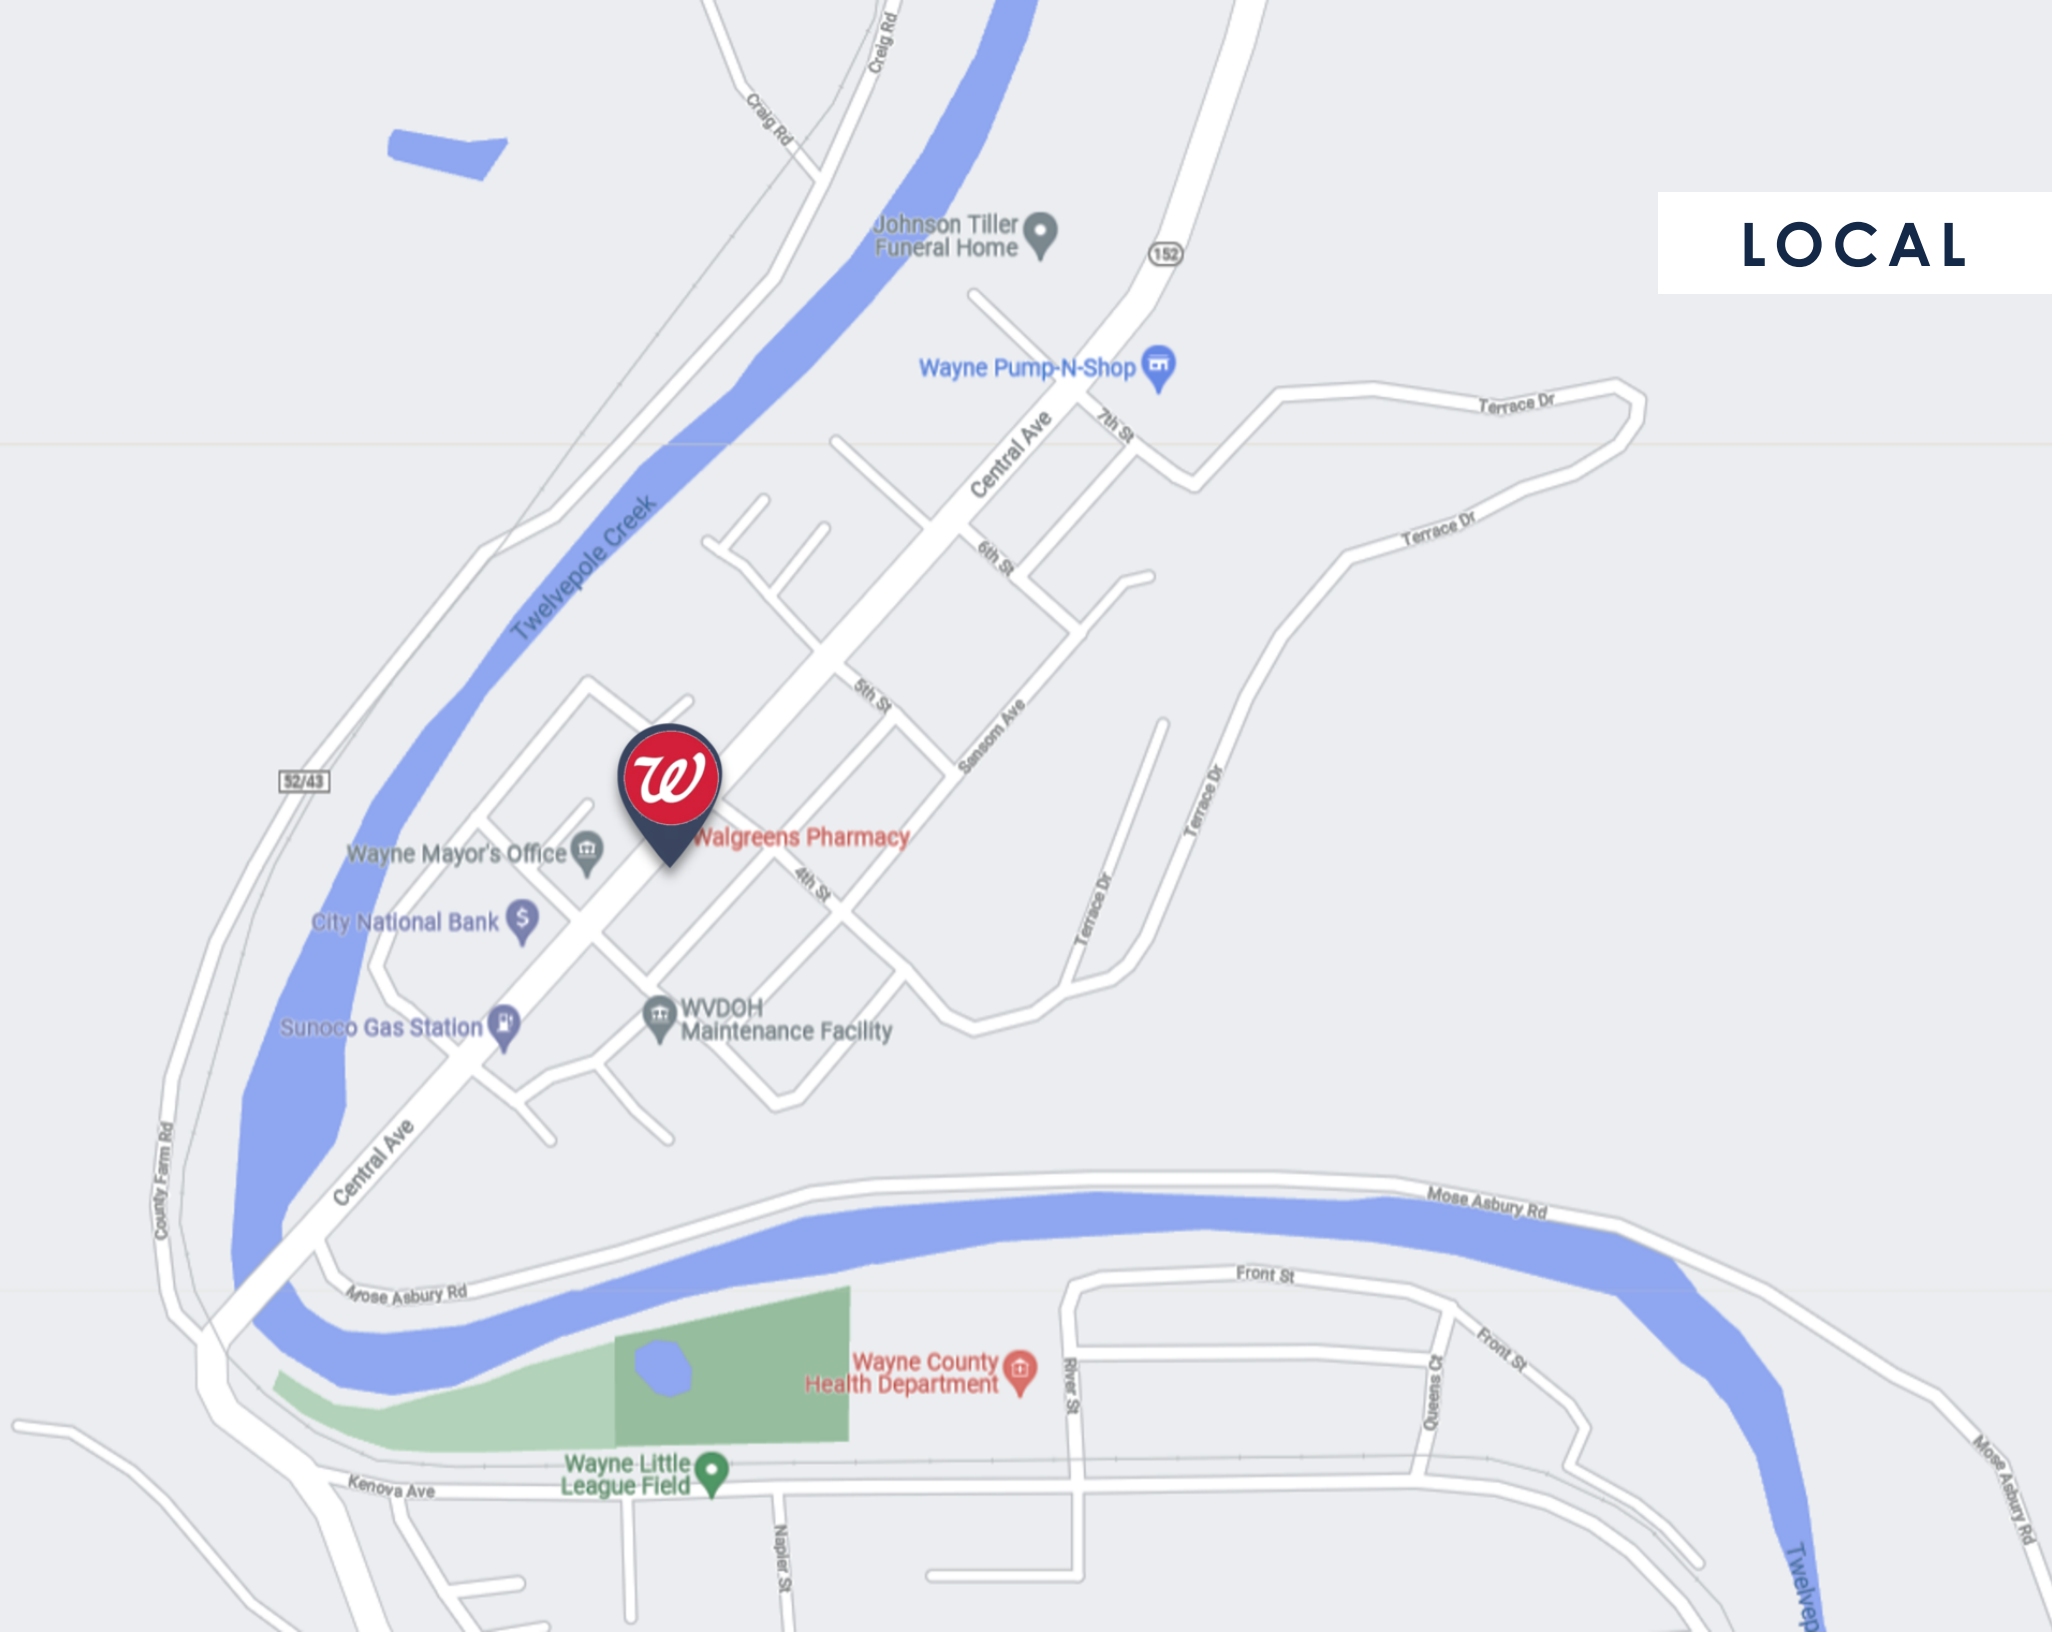 Creig Rd
Craig Rd
Johnson Tiller
Funeral Home
152
LOCAL
Wayne Pump-N-Shop
7th St
Terrace Dr
Central Ave
Twelvepole Creek
6th St
Terrace Dr
5th St
Sansom Ave
52/43
W
Terrace Dr
Walgreens Pharmacy
Wayne Mayor's Office
4th St
Terrace Dr
City National Bank
$
WVDOH
Maintenance Facility
Sunoco Gas Station
Central Ave
County Farm Rd
Mose Asbury Rd
Mose Asbury Rd
Front St
Front St
Wayne County
Health Department
River St
Queens Ct
Wayne Little
League Field
Kenova Ave
Mose Asbury Rd
Napier St
Twelvep